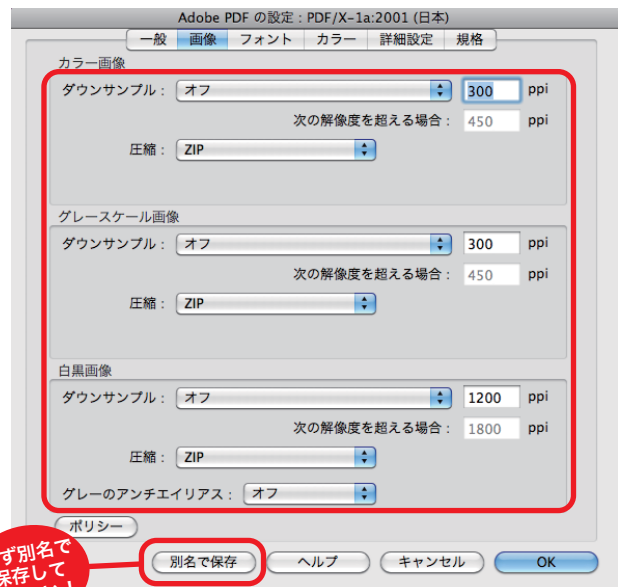 Adobe PDF の設定：PDF/X-1a:2001 (日本)
一般 画像 フォント カラー 詳細設定 規格
カラー画像
ダウンサンプル： オフ 300 ppi
次の解像度を超える場合： 450 ppi
圧縮： ZIP
グレースケール画像
ダウンサンプル： オフ 300 ppi
次の解像度を超える場合： 450 ppi
圧縮： ZIP
白黒画像
ダウンサンプル： オフ 1200 ppi
次の解像度を超える場合： 1800 ppi
圧縮： ZIP
グレーのアンチエイリアス： オフ
ポリシー
ず別名で
保存して
別名で保存 ヘルプ キャンセル OK